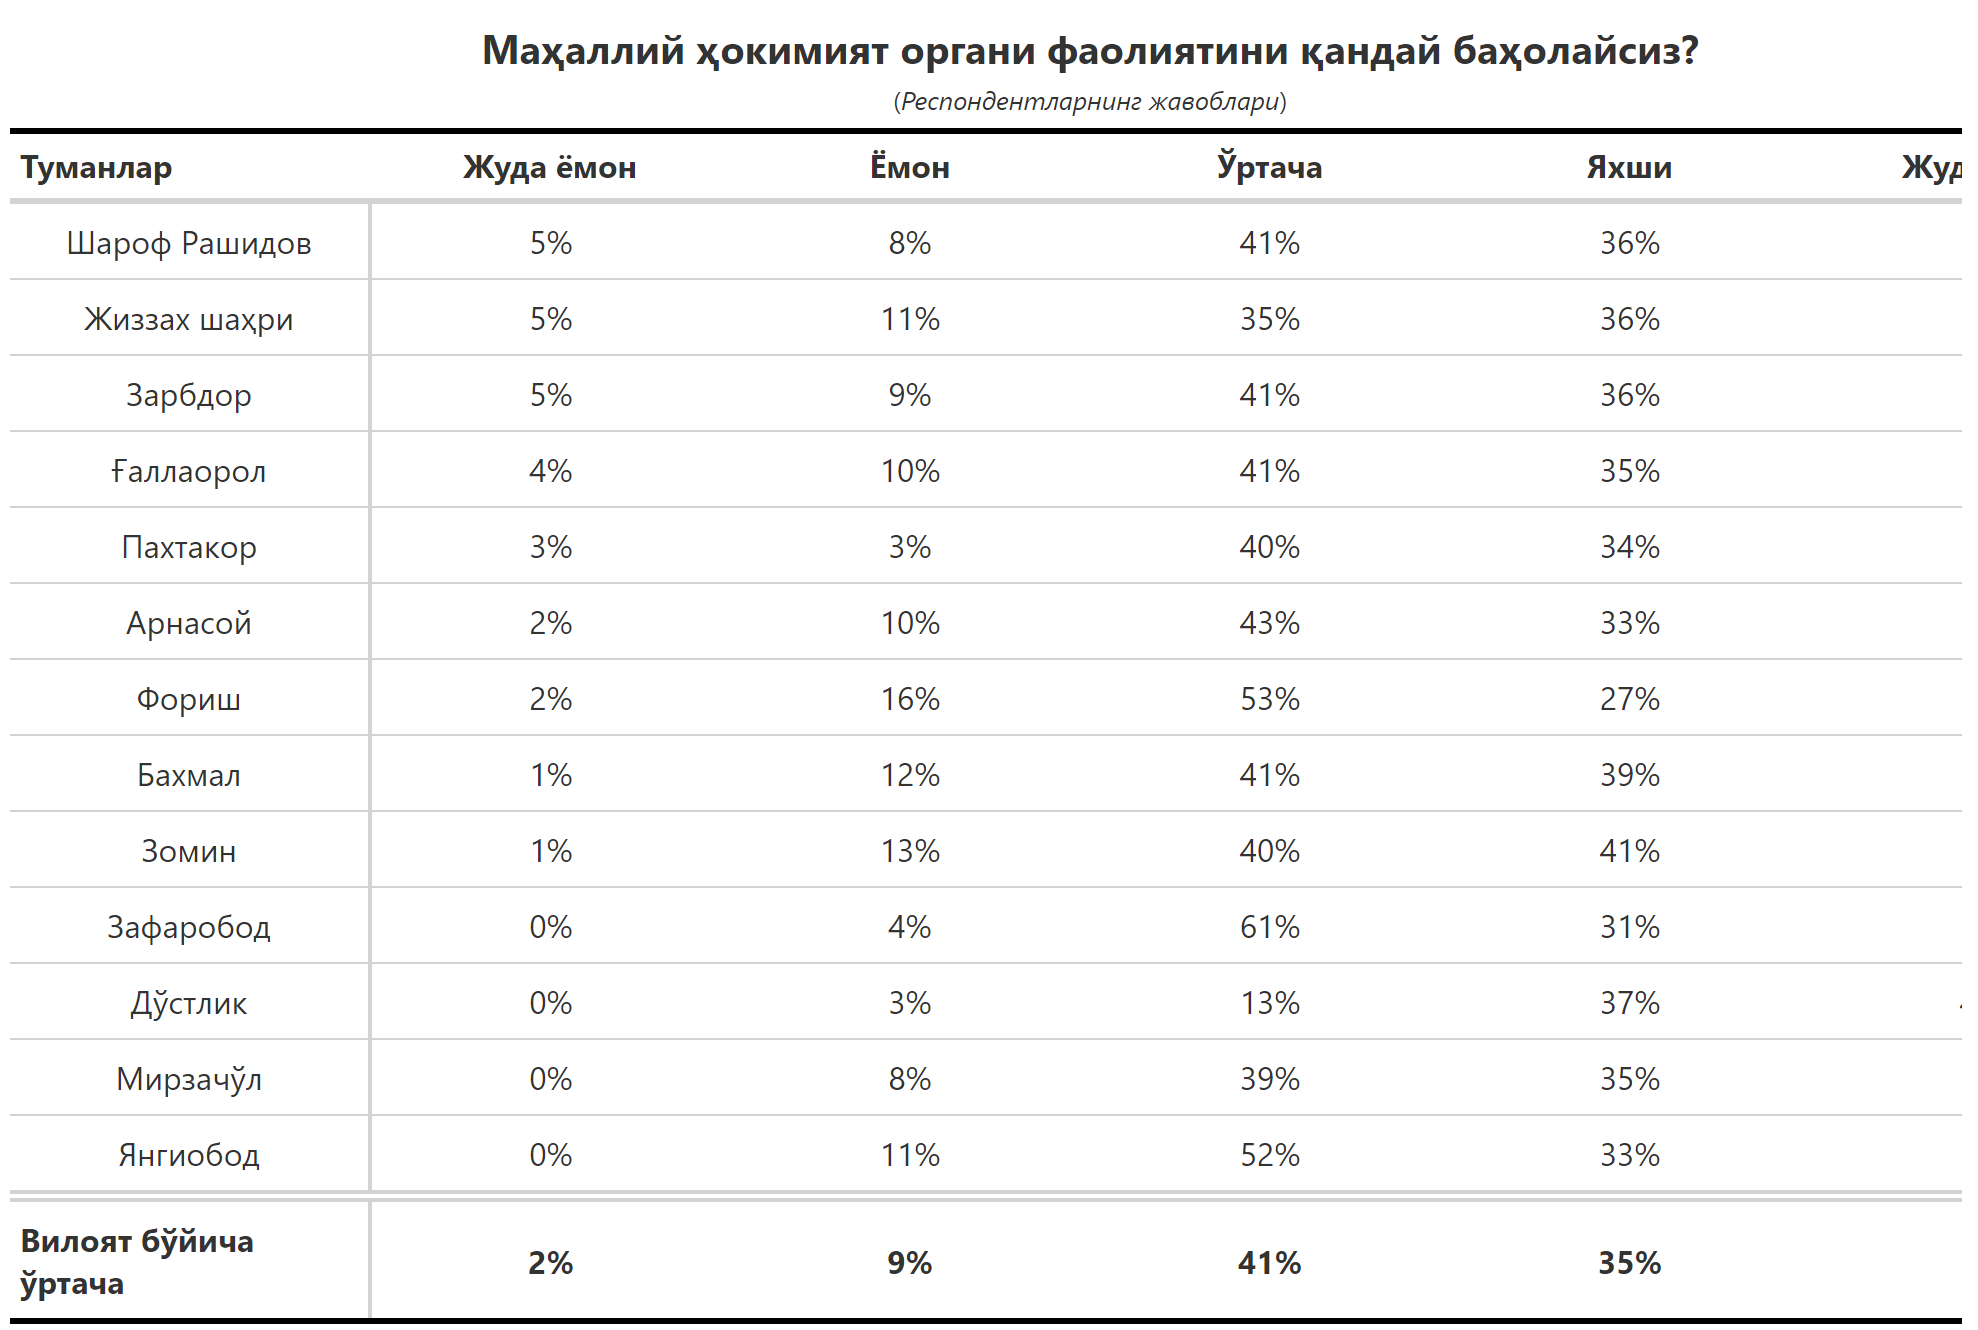 Маҳаллий ҳокимият органи фаолиятини қандай баҳолайсиз?
(Респондентларнинг жавоблари)
Туманлар Жуда ёмон Ёмон Ўртача Яхши
Шароф Рашидов 5% 8% 41% 36%
Жиззах шаҳри 5% 11% 35% 36%
Зарбдор 5% 9% 41% 36%
Ғаллаорол 4% 10% 41% 35%
Пахтакор 3% 3% 40% 34%
Арнасой 2% 10% 43% 33%
Фориш 2% 16% 53% 27%
Бахмал 1% 12% 41% 39%
Зомин 1% 13% 40% 41%
Зафаробод 0% 4% 61% 31%
Дўстлик 0% 3% 13% 37%
Мирзачўл 0% 8% 39% 35%
Янгиобод 0% 11% 52% 33%
Вилоят бўйича
ўртача 2% 9% 41% 35%